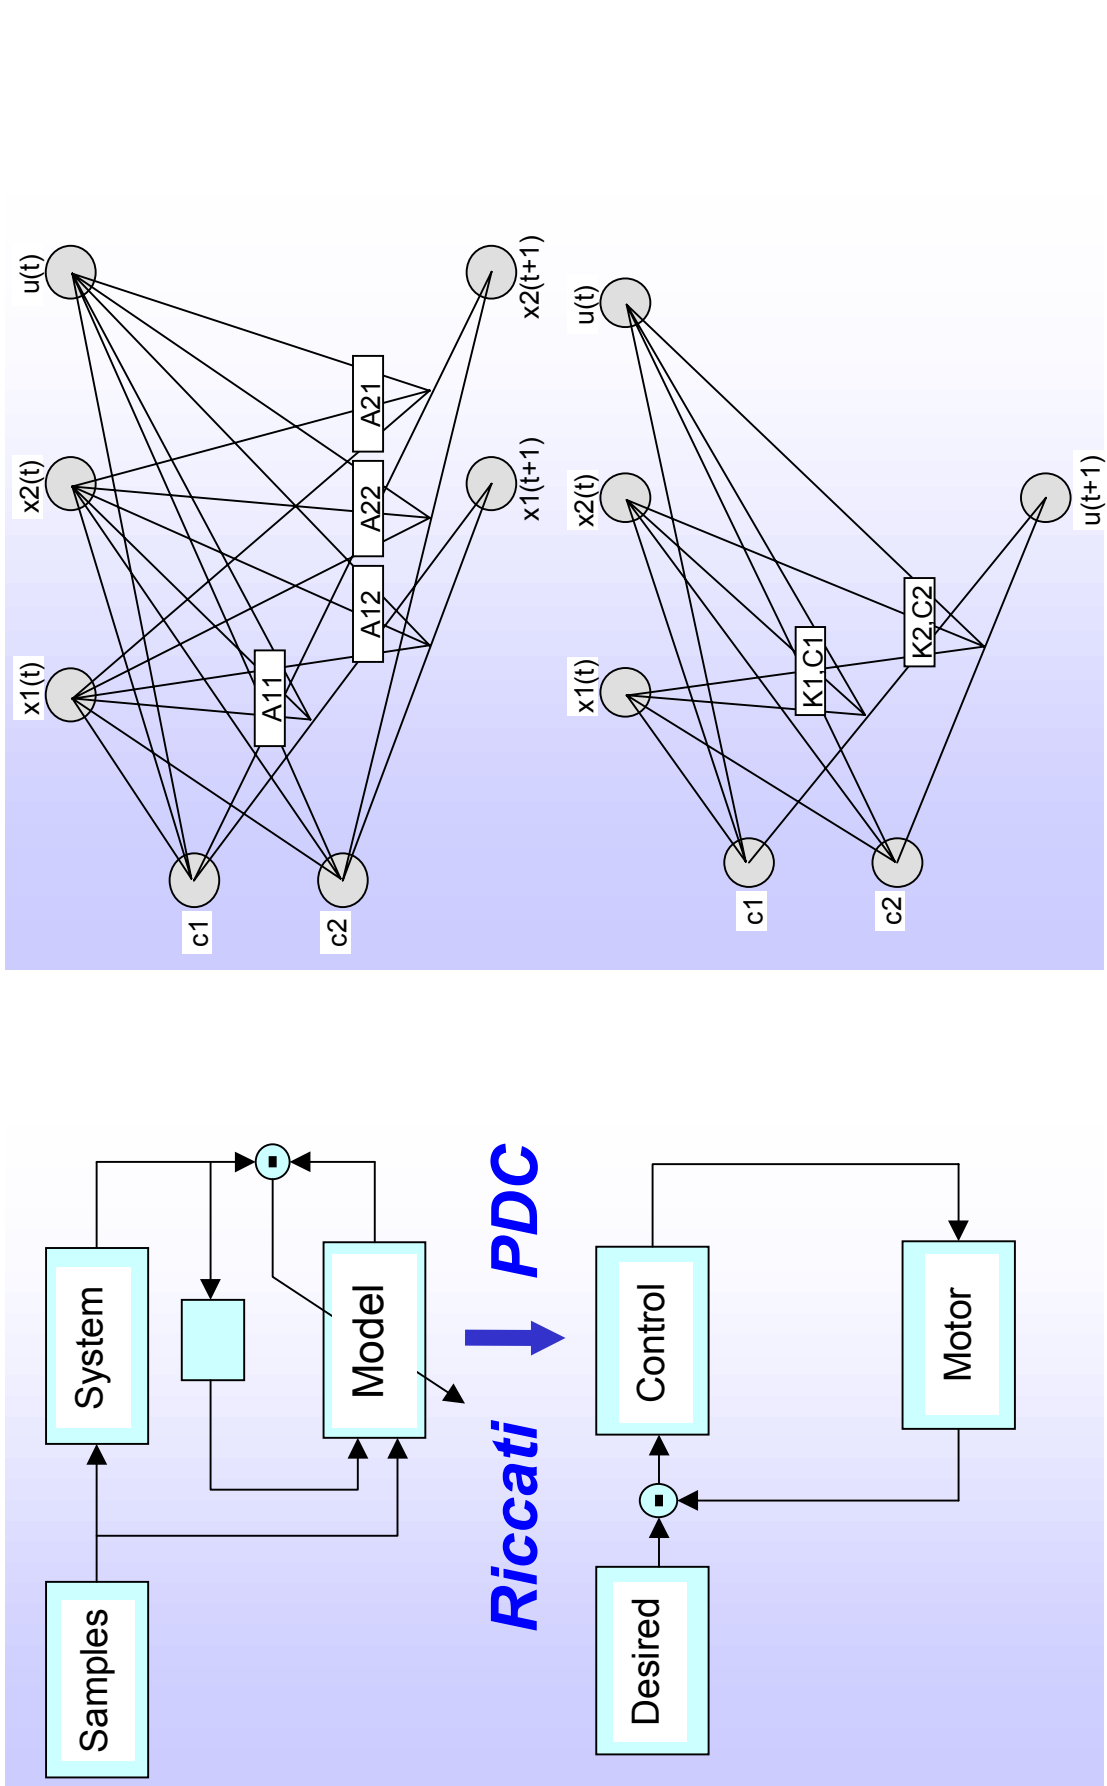 Samples
System
Model
Riccati PDC
Desired
Control
Motor
x1(t)
x2(t)
u(t)
c1
c2
A11
A12
A22
A21
x1(t+1)
x2(t+1)
x1(t)
x2(t)
u(t)
c1
c2
K1,C1
K2,C2
u(t+1)